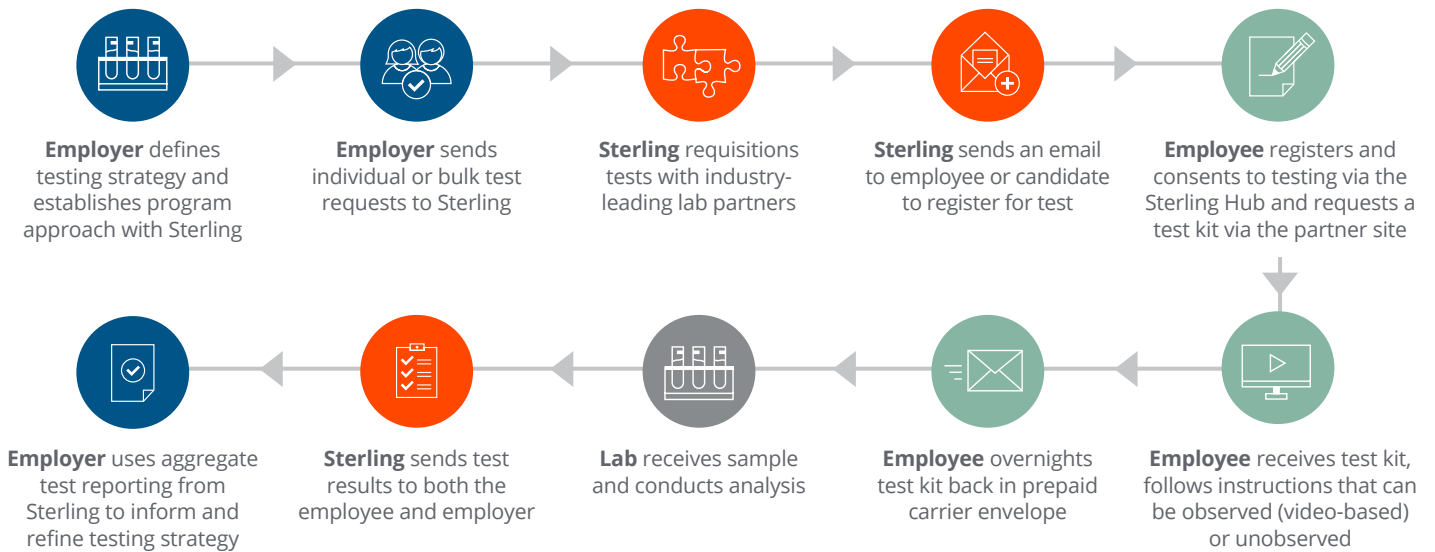 Employer defines
testing strategy and
establishes program
approach with Sterling
Employer sends
individual or bulk test
requests to Sterling
Sterling requisitions
tests with industry-
leading lab partners
Sterling sends an email
to employee or candidate
to register for test
Employee registers and
consents to testing via the
Sterling Hub and requests a
test kit via the partner site
Employee receives test kit,
follows instructions that can
be observed (video-based)
or unobserved
Employee overnights
test kit back in prepaid
carrier envelope
Lab receives sample
and conducts analysis
Sterling sends test
results to both the
employee and employer
Employer uses aggregate
test reporting from
Sterling to inform and
refine testing strategy